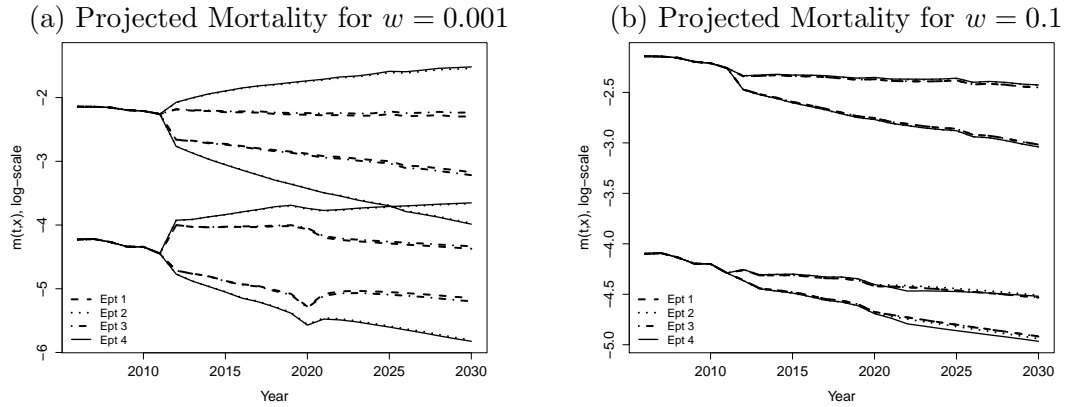 (a) Projected Mortality for w = 0.001
m(t,x), log−scale
−2
−3
−4
−5
−6
Ept 1
Ept 2
Ept 3
Ept 4
2010 2015 2020 2025 2030
Year
(b) Projected Mortality for w = 0.1
m(t,x), log−scale
−2.5
−3.0
−3.5
−4.0
−4.5
−5.0
Ept 1
Ept 2
Ept 3
Ept 4
2010 2015 2020 2025 2030
Year